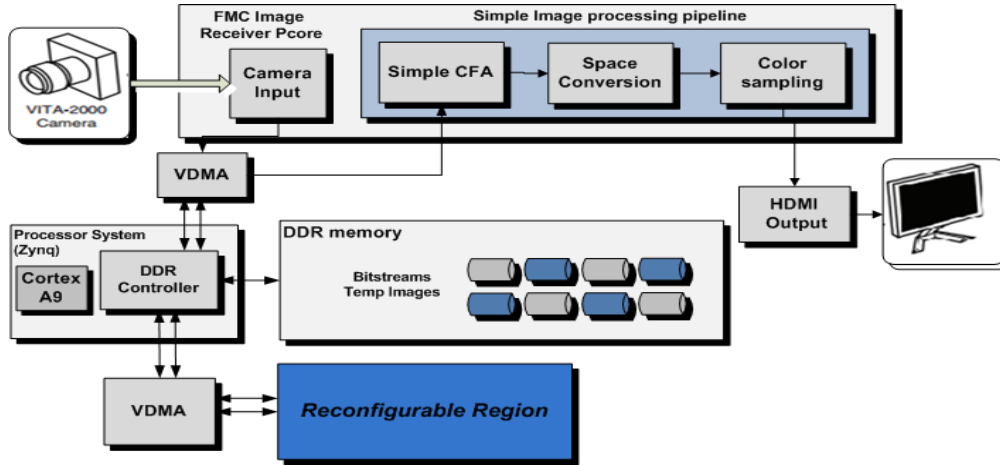 FMC Image
Receiver Pcore
Simple Image processing pipeline
VITA-2000
Camera
Camera
Input
Simple CFA
Space
Conversion
Color
sampling
VDMA
HDMI
Output
Processor System
(Zynq)
Cortex
A9
DDR
Controller
DDR memory
Bitstreams
Temp Images
VDMA
Reconfigurable Region